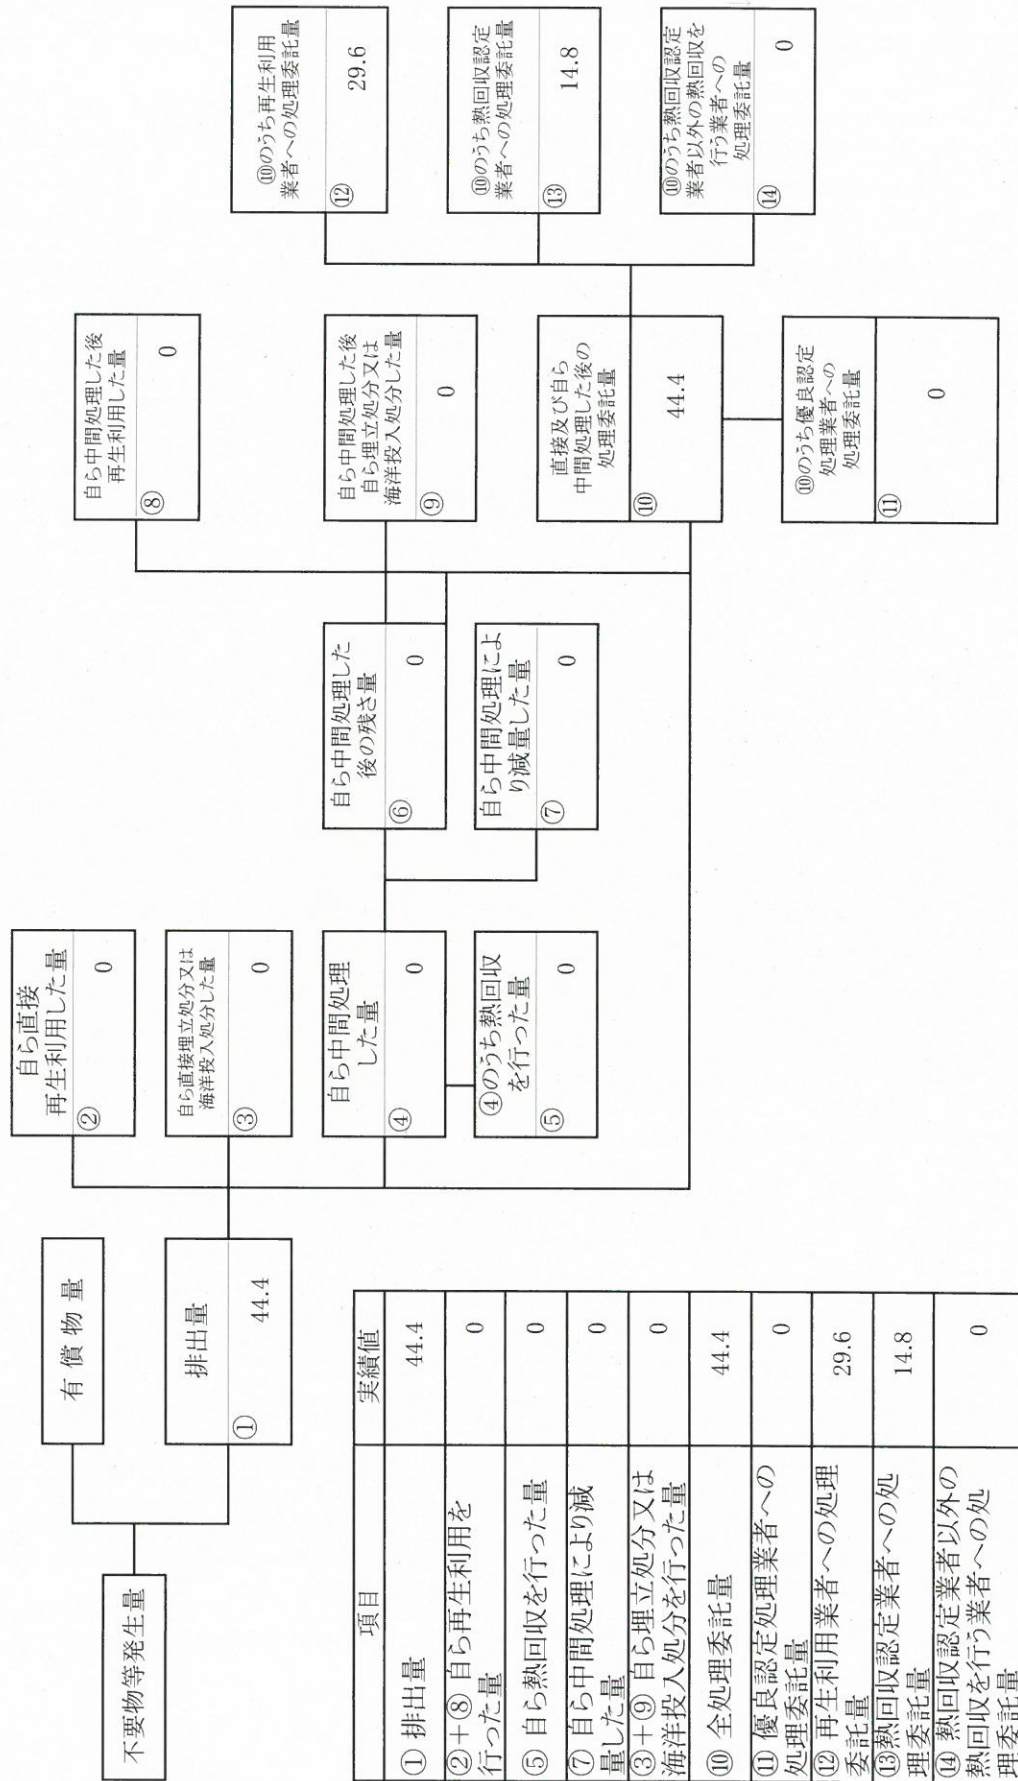 不要物等発生量
有 償 物 量
排出量
①
44.4
自ら直接
再生利用した量
②
0
自ら直接埋立処分又は
海洋投入処分した量
③
0
自ら中間処理
した量
④
0
④のうち熱回収
を行った量
⑤
0
自ら中間処理した
後の残さ量
⑥
0
自ら中間処理によ
り減量した量
⑦
0
自ら中間処理した後
再生利用した量
⑧
0
自ら中間処理した後
自ら埋立処分又は
海洋投入処分した量
⑨
0
直接及び自ら
中間処理した後の
処理委託量
⑩
44.4
⑩のうち優良認定
処理業者への
処理委託量
⑪
0
⑩のうち再生利用
業者への処理委託量
⑫
29.6
⑩のうち熱回収認定
業者への処理委託量
⑬
14.8
⑩のうち熱回収認定
業者以外の熱回収を
行う業者への
処理委託量
⑭
0
項目 実績値
① 排出量 44.4
②＋⑧ 自ら再生利用を
行った量 0
⑤ 自ら熱回収を行った量 0
⑦ 自ら中間処理により減
量した量 0
③＋⑨ 自ら埋立処分又は
海洋投入処分を行った量 0
⑩ 全処理委託量 44.4
⑪ 優良認定処理業者への
処理委託量 0
⑫ 再生利用業者への処理
委託量 29.6
⑬熱回収認定業者への処
理委託量 14.8
⑭ 熱回収認定業者以外の
熱回収を行う業者への処
理委託量 0